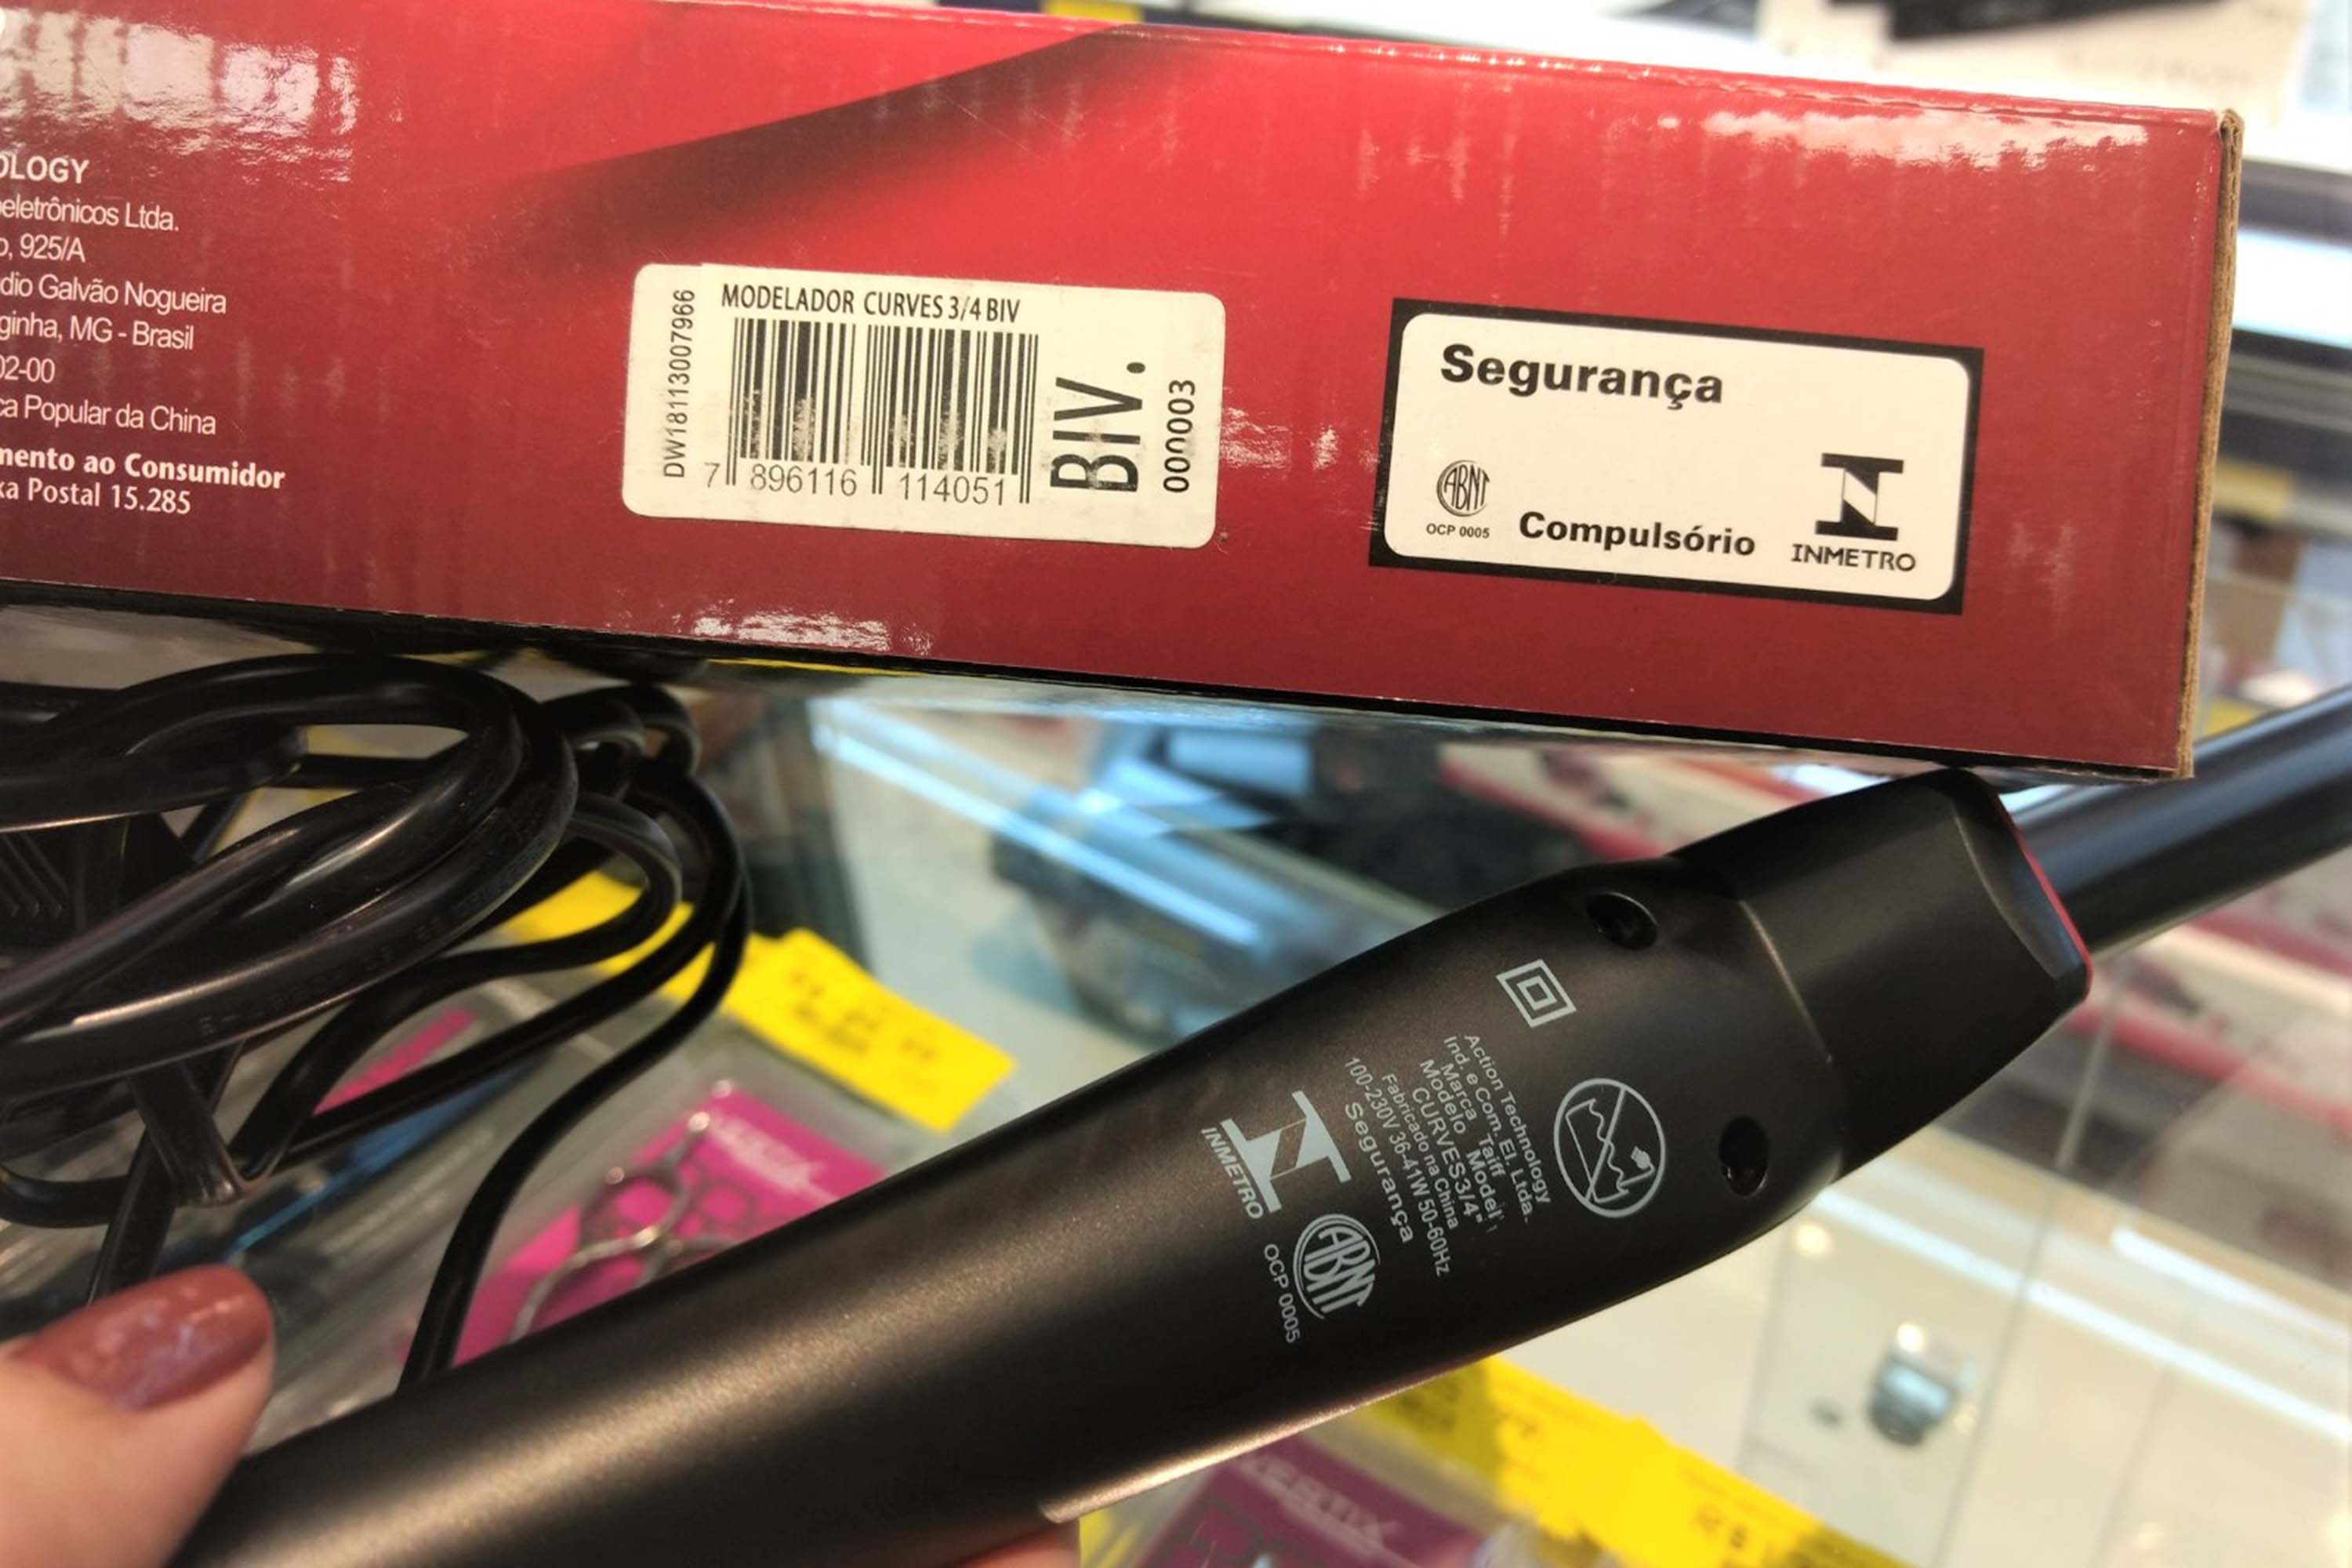 OLOGY
eletrônicos Ltda.
o, 925/A
dio Galvão Nogueira
ginha, MG - Brasil
02-00
ca Popular da China
mento ao Consumidor
xa Postal 15.285
DW181130007966
MODELADOR CURVES 3/4 BIV
7 896116 114051
BIV.
000003
Segurança
ABNT
OCP 0005
Compulsório
INMETRO
Action Technology
Ind. e Com. El. Ltda.
Marca Taiff
Modelo Model
CURVES3/4"
Fabricado na China
100-230V 36-41W 50-60Hz
Segurança
INMETRO
ABNT
OCP 0005